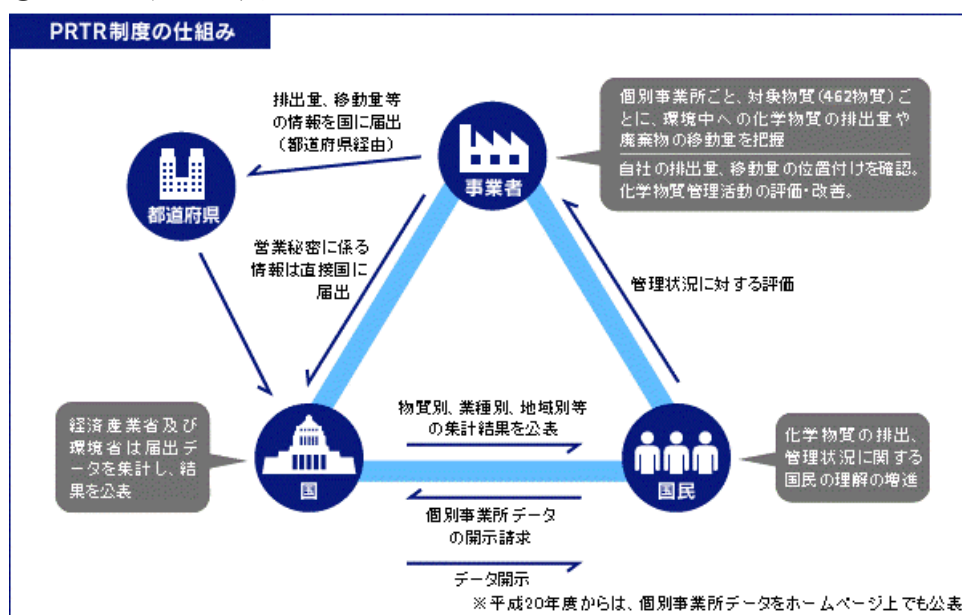 PRTR制度の仕組み
排出量、移動量等
の情報を国に届出
(都道府県経由)
事業者
個別事業所ごと、対象物質(462物質)ご
とに、環境中への化学物質の排出量や
廃棄物の移動量を把握
自社の排出量、移動量の位置付けを確認。
化学物質管理活動の評価・改善。
都道府県
営業秘密に係る
情報は直接国に
届出
管理状況に対する評価
経済産業省及び
環境省は届出デ
ータを集計し、結
果を公表
国
物質別、業種別、地域別等
の集計結果を公表
国民
化学物質の排出、
管理状況に関する
国民の理解の増進
個別事業所データ
の開示請求
データ開示
※平成20年度からは、個別事業所データをホームページ上でも公表